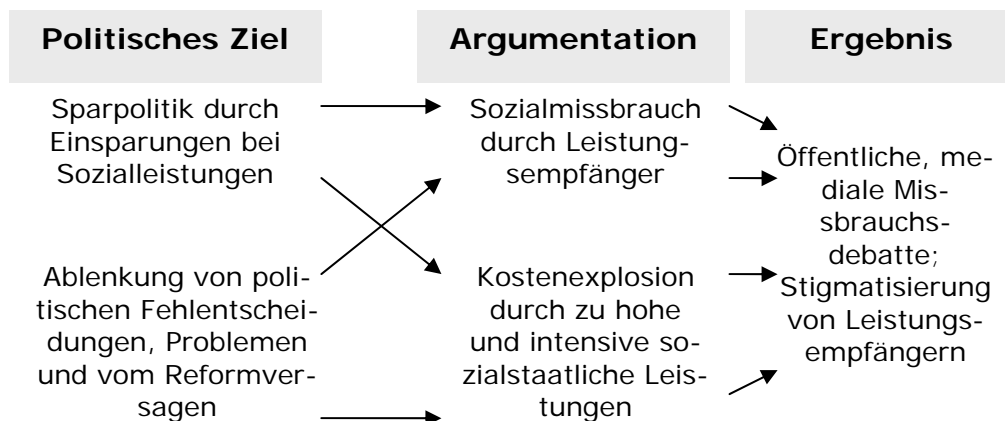 Politisches Ziel
Argumentation
Ergebnis
Sparpolitik durch
Einsparungen bei
Sozialleistungen
Sozialmissbrauch
durch Leistung-
sempfänger
Öffentliche, me-
diale Mis-
sbrauchs-
debatte;
Stigmatisierung
von Leistungs-
empfängern
Ablenkung von poli-
tischen Fehlentschei-
dungen, Problemen
und vom Reformver-
sagen
Kostenexplosion
durch zu hohe
und intensive so-
zialstaatliche Leis-
tungen